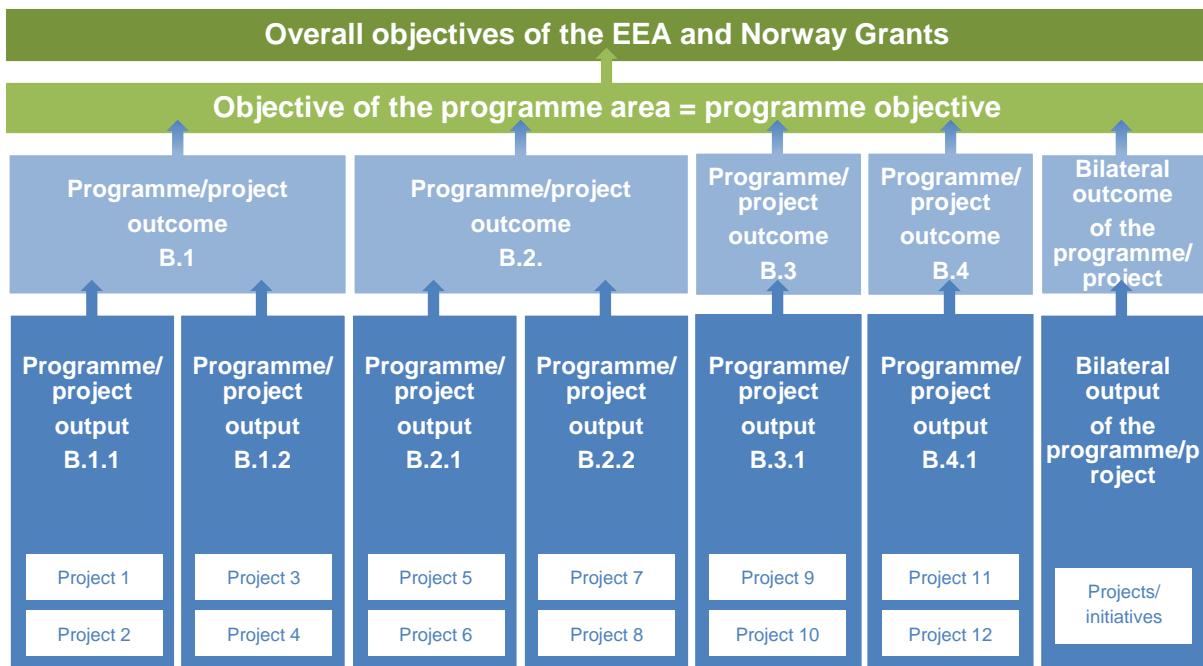 Overall objectives of the EEA and Norway Grants
Objective of the programme area = programme objective
Programme/project
outcome
B.1
Programme/project
outcome
B.2.
Programme/
project
outcome
B.3
Programme/
project
outcome
B.4
Bilateral
outcome
of the
programme/
project
Programme/
project
output
B.1.1
Programme/
project
output
B.1.2
Programme/
project
output
B.2.1
Programme/
project
output
B.2.2
Programme/
project
output
B.3.1
Programme/
project
output
B.4.1
Bilateral
output
of the
programme/p
roject
Project 1
Project 3
Project 5
Project 7
Project 9
Project 11
Projects/
initiatives
Project 2
Project 4
Project 6
Project 8
Project 10
Project 12